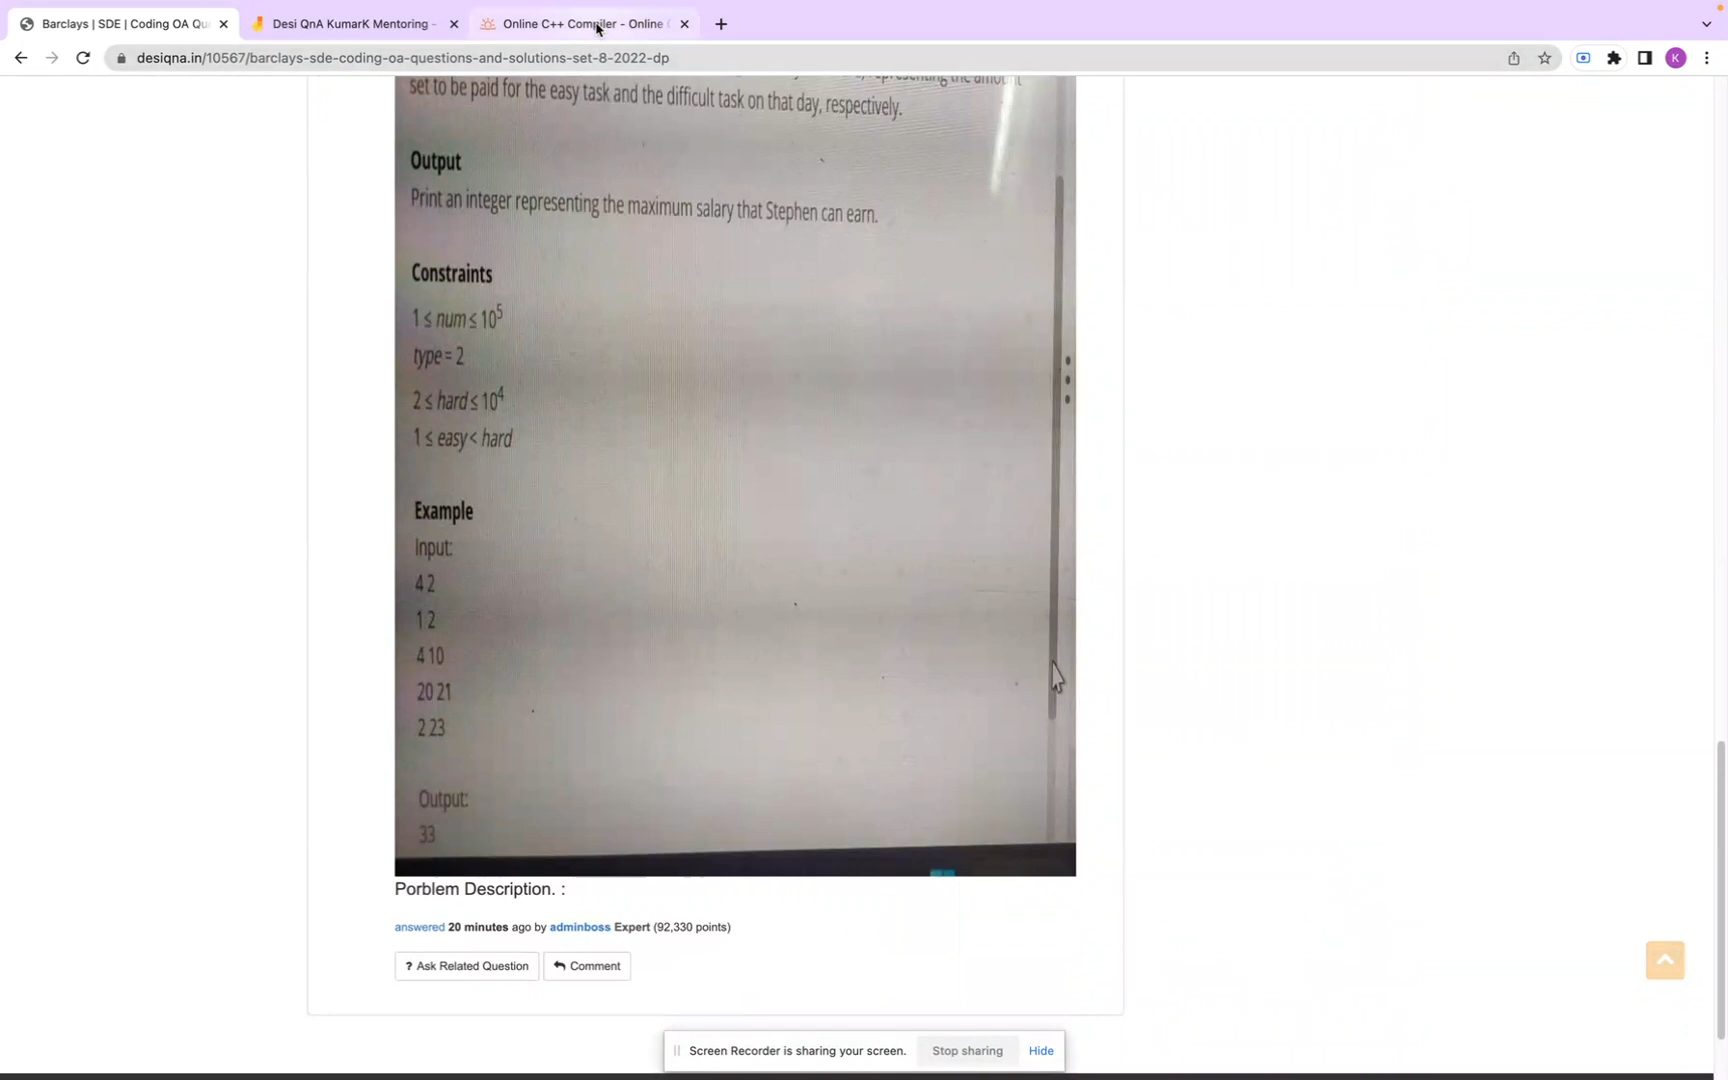 Barclays | SDE | Coding OA Qu
Desi QnA KumarK Mentoring -
Online C++ Compiler - Online
desiqna.in/10567/barclays-sde-coding-oa-questions-and-solutions-set-8-2022-dp
K
representing the amount
set to be paid for the easy task and the difficult task on that day, respectively.
Output
Print an integer representing the maximum salary that Stephen can earn.
Constraints
1 ≤ num ≤ 10⁵
type = 2
2 ≤ hard ≤ 10⁴
1 ≤ easy < hard
Example
Input:
4 2
1 2
4 10
20 21
2 23
Output:
33
Porblem Description. :
answered 20 minutes ago by adminboss Expert (92,330 points)
? Ask Related Question
Comment
Screen Recorder is sharing your screen.
Stop sharing
Hide